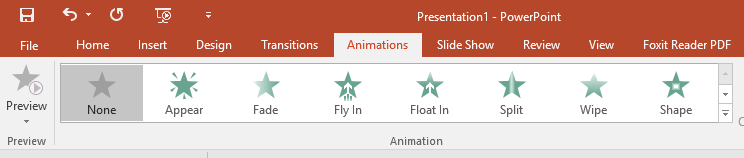 Presentation1 - PowerPoint
File Home Insert Design Transitions Animations Slide Show Review View Foxit Reader PDF
Preview None Appear Fade Fly In Float In Split Wipe Shape
Preview Animation